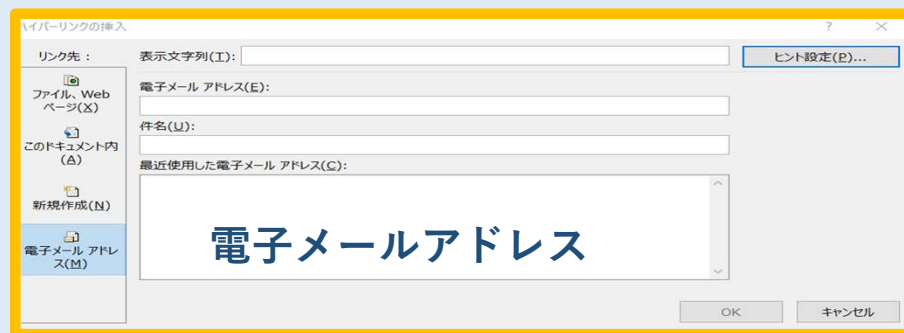 ハイパーリンクの挿入 ? ×
リンク先： 表示文字列(T): ヒント設定(P)...
ファイル、Web
ページ(X)
電子メール アドレス(E):
件名(U):
このドキュメント内
(A)
最近使用した電子メール アドレス(C):
新規作成(N)
電子メール アドレ
ス(M)
電子メールアドレス
OK キャンセル